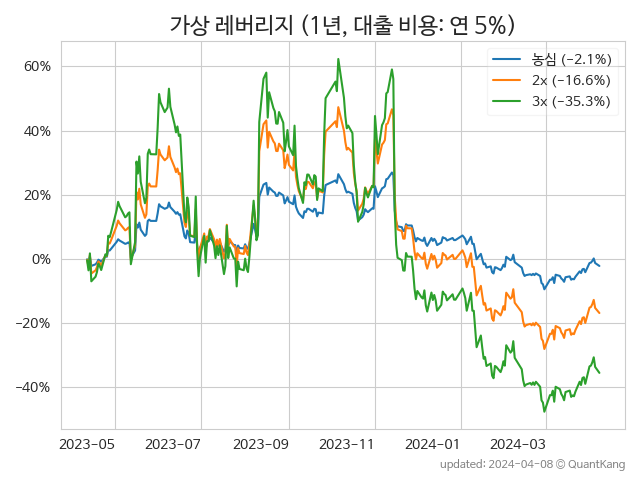 가상 레버리지 (1년, 대출 비용: 연 5%)
농심 (−2.1%)
2x (−16.6%)
3x (−35.3%)
60%
40%
20%
0%
−20%
−40%
2023-05 2023-07 2023-09 2023-11 2024-01 2024-03
updated: 2024-04-08 © QuantKang